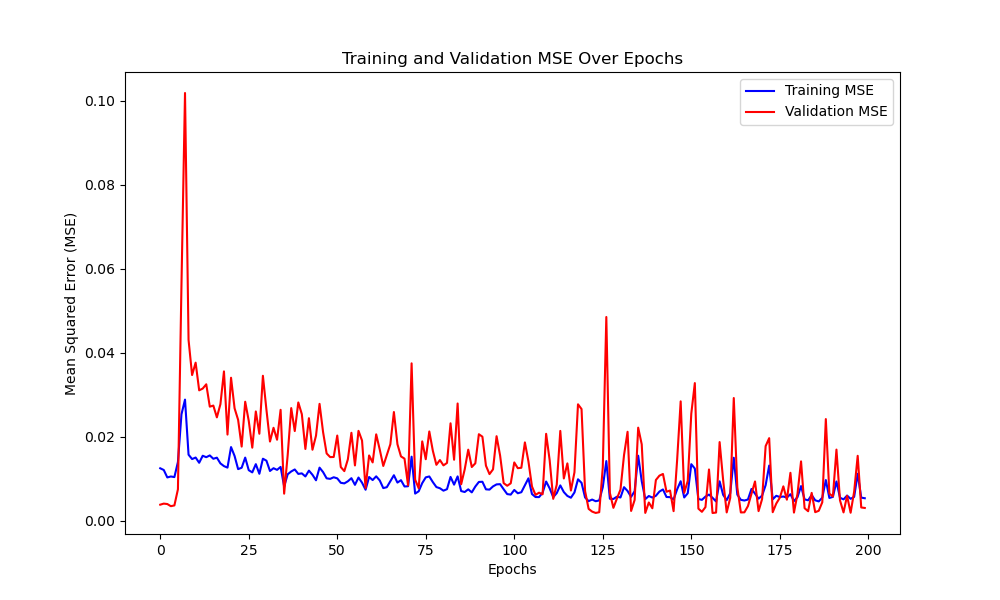 Training and Validation MSE Over Epochs
Training MSE
Validation MSE
Mean Squared Error (MSE)
0.10
0.08
0.06
0.04
0.02
0.00
0 25 50 75 100 125 150 175 200
Epochs